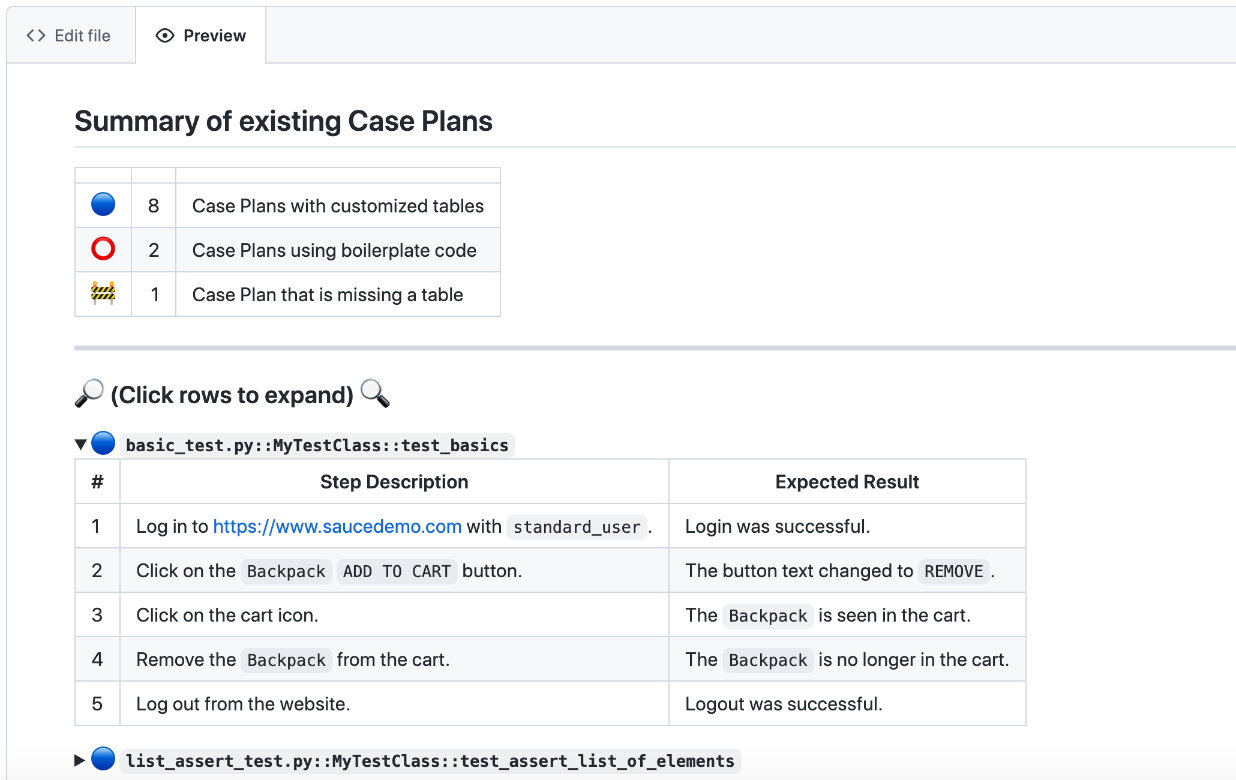 Edit file Preview
Summary of existing Case Plans
8 Case Plans with customized tables
2 Case Plans using boilerplate code
1 Case Plan that is missing a table
(Click rows to expand)
basic_test.py::MyTestClass::test_basics
# Step Description Expected Result
1 Log in to https://www.saucedemo.com with standard_user. Login was successful.
2 Click on the Backpack ADD TO CART button. The button text changed to REMOVE.
3 Click on the cart icon. The Backpack is seen in the cart.
4 Remove the Backpack from the cart. The Backpack is no longer in the cart.
5 Log out from the website. Logout was successful.
list_assert_test.py::MyTestClass::test_assert_list_of_elements